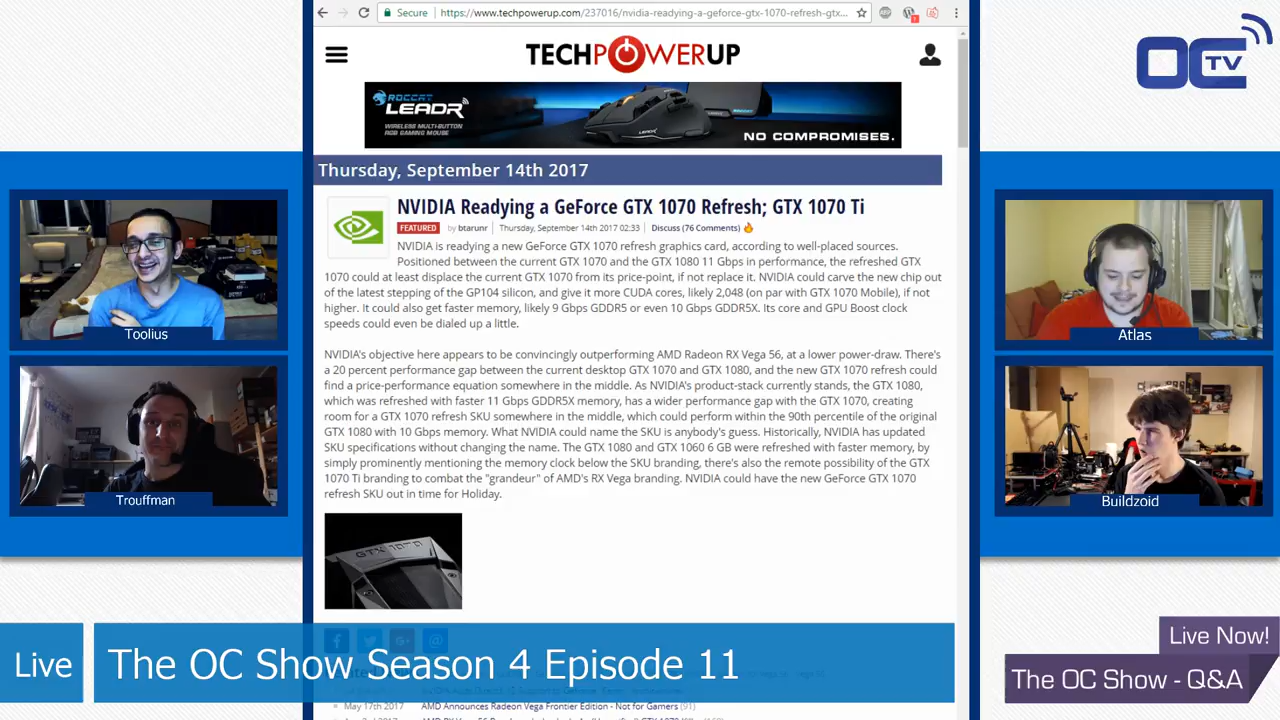 Secure https://www.techpowerup.com/237016/nvidia-readying-a-geforce-gtx-1070-refresh-gtx...
OC TV
TECHPOWERUP
ROCCAT
LEADR
WIRELESS MULTI-BUTTON
RGB GAMING MOUSE
NO COMPROMISES.
Thursday, September 14th 2017
NVIDIA Readying a GeForce GTX 1070 Refresh; GTX 1070 Ti
FEATURED by btarunr Thursday, September 14th 2017 02:33 Discuss (76 Comments)
NVIDIA is readying a new GeForce GTX 1070 refresh graphics card, according to well-placed sources.
Positioned between the current GTX 1070 and the GTX 1080 11 Gbps in performance, the refreshed GTX
1070 could at least displace the current GTX 1070 from its price-point, if not replace it. NVIDIA could carve the new chip out
of the latest stepping of the GP104 silicon, and give it more CUDA cores, likely 2,048 (on par with GTX 1070 Mobile), if not
higher. It could also get faster memory, likely 9 Gbps GDDR5 or even 10 Gbps GDDR5X. Its core and GPU Boost clock
speeds could even be dialed up a little.
NVIDIA's objective here appears to be convincingly outperforming AMD Radeon RX Vega 56, at a lower power-draw. There's
a 20 percent performance gap between the current desktop GTX 1070 and GTX 1080, and the new GTX 1070 refresh could
find a price-performance equation somewhere in the middle. As NVIDIA's product-stack currently stands, the GTX 1080,
which was refreshed with faster 11 Gbps GDDR5X memory, has a wider performance gap with the GTX 1070, creating
room for a GTX 1070 refresh SKU somewhere in the middle, which could perform within the 90th percentile of the original
GTX 1080 with 10 Gbps memory. What NVIDIA could name the SKU is anybody's guess. Historically, NVIDIA has updated
SKU specifications without changing the name. The GTX 1080 and GTX 1060 6 GB were refreshed with faster memory, by
simply prominently mentioning the memory clock below the SKU branding, there's also the remote possibility of the GTX
1070 Ti branding to combat the "grandeur" of AMD's RX Vega branding. NVIDIA could have the new GeForce GTX 1070
refresh SKU out in time for Holiday.
GTX 1070
Toolius
Trouffman
Atlas
Buildzoid
Live
The OC Show Season 4 Episode 11
Live Now!
The OC Show - Q&A
May 17th 2017 AMD Announces Radeon Vega Frontier Edition - Not for Gamers (91)